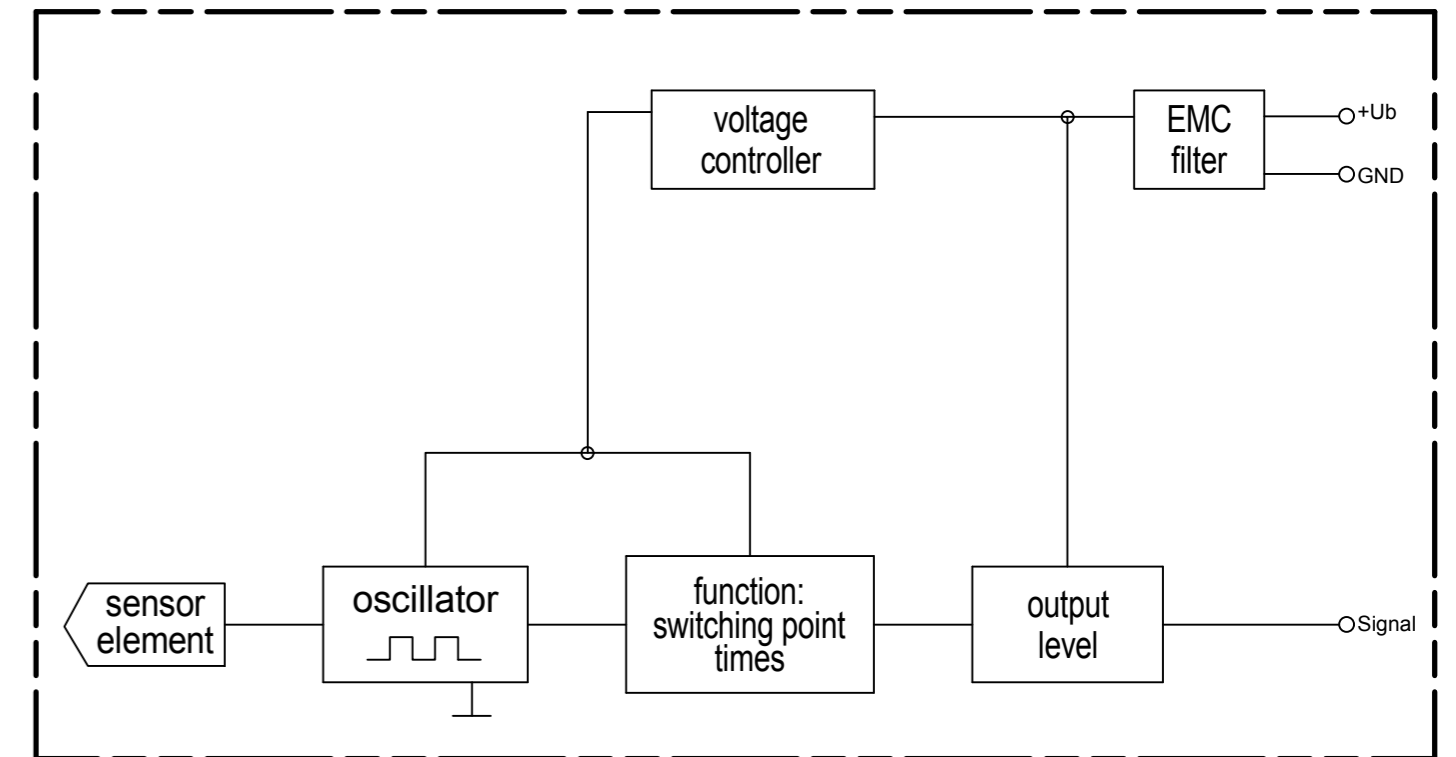 voltage
controller
EMC
filter
+Ub
GND
sensor
element
oscillator
function:
switching point
times
output
level
Signal